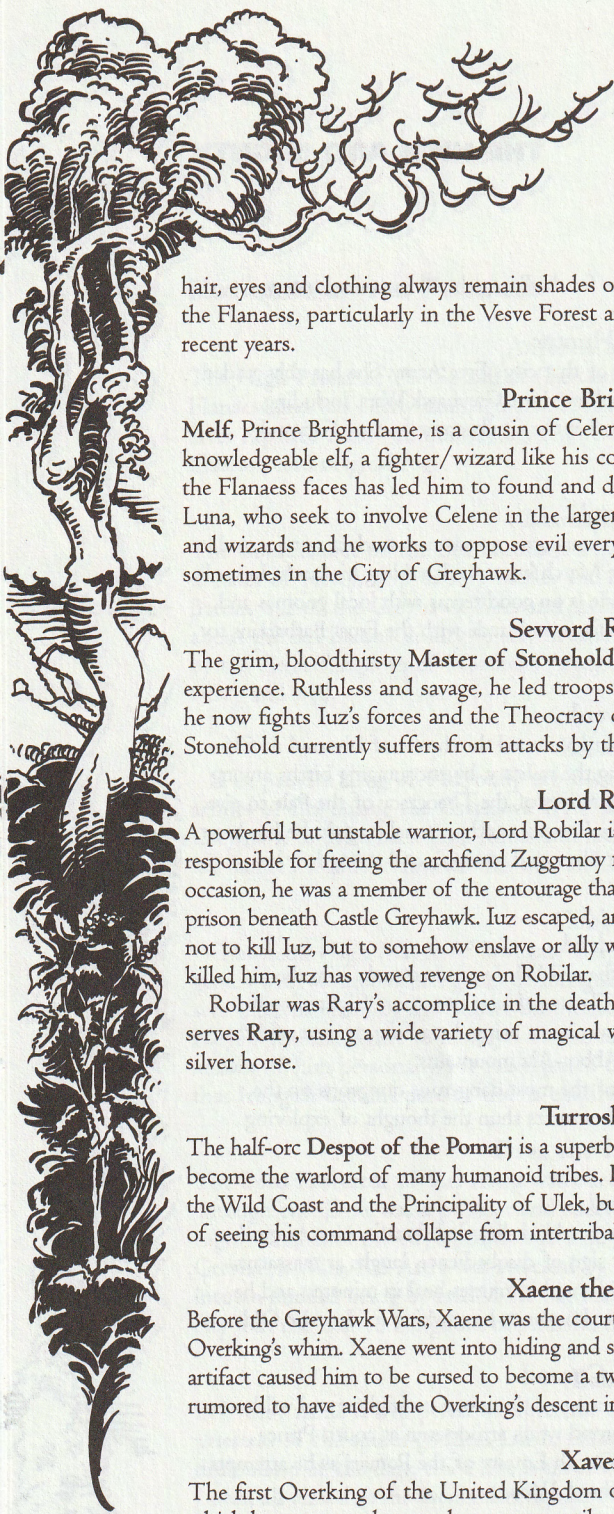 hair, eyes and clothing always remain shades o
the Flanaess, particularly in the Vesve Forest a
recent years.
Prince Bri
Melf, Prince Brightflame, is a cousin of Celen
knowledgeable elf, a fighter/wizard like his co
the Flanaess faces has led him to found and d
Luna, who seek to involve Celene in the larger
and wizards and he works to oppose evil every
sometimes in the City of Greyhawk.
Sevvord R
The grim, bloodthirsty Master of Stonehold
experience. Ruthless and savage, he led troops
he now fights Iuz's forces and the Theocracy o
Stonehold currently suffers from attacks by th
Lord R
A powerful but unstable warrior, Lord Robilar i
responsible for freeing the archfiend Zuggtmoy
occasion, he was a member of the entourage tha
prison beneath Castle Greyhawk. Iuz escaped, a
not to kill Iuz, but to somehow enslave or ally w
killed him, Iuz has vowed revenge on Robilar.
Robilar was Rary's accomplice in the death
serves Rary, using a wide variety of magical w
silver horse.
Turros
The half-orc Despot of the Pomarj is a superb
become the warlord of many humanoid tribes.
the Wild Coast and the Principality of Ulek, bu
of seeing his command collapse from intertriba
Xaene the
Before the Greyhawk Wars, Xaene was the cour
Overking's whim. Xaene went into hiding and s
artifact caused him to be cursed to become a tw
rumored to have aided the Overking's descent i
Xave
The first Overking of the United Kingdom o